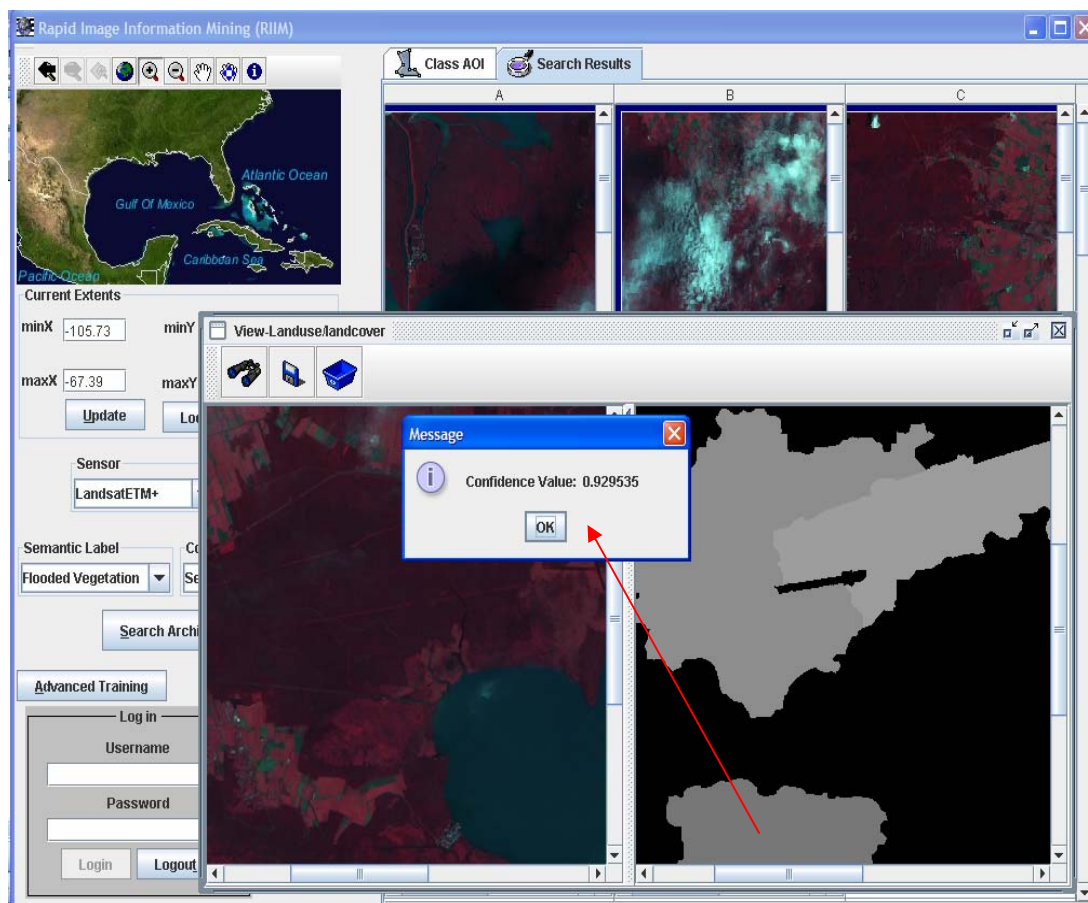 Rapid Image Information Mining (RIIM)
Class AOI
Search Results
A
B
C
Atlantic Ocean
Gulf Of Mexico
Caribbean Sea
Pacific Ocean
Current Extents
minX
-105.73
minY
maxX
-67.39
maxY
Update
Sensor
LandsatETM+
Semantic Label
Flooded Vegetation
Search Archi
Advanced Training
Log in
Username
Password
Login
Logout
View-Landuse/landcover
Message
Confidence Value: 0.929535
OK